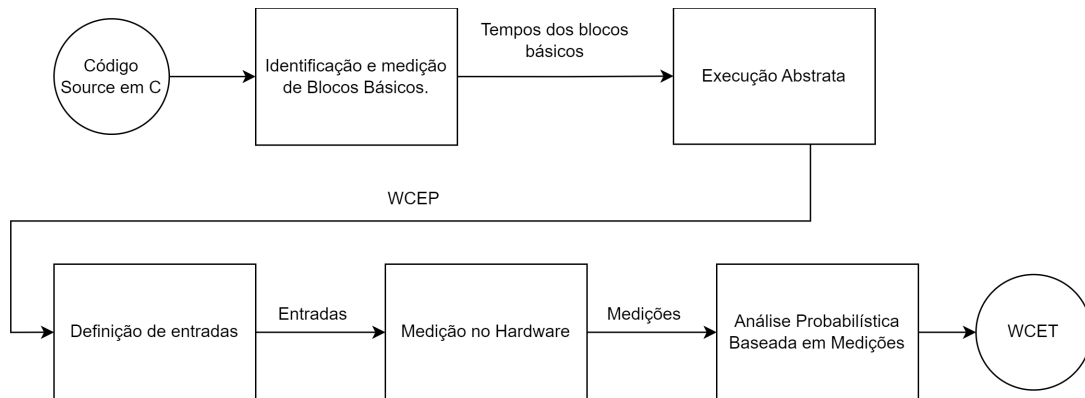 Código
Source em C
Identificação e medição
de Blocos Básicos.
Tempos dos blocos
básicos
Execução Abstrata
WCEP
Definição de entradas
Entradas
Medição no Hardware
Medições
Análise Probabilística
Baseada em Medições
WCET